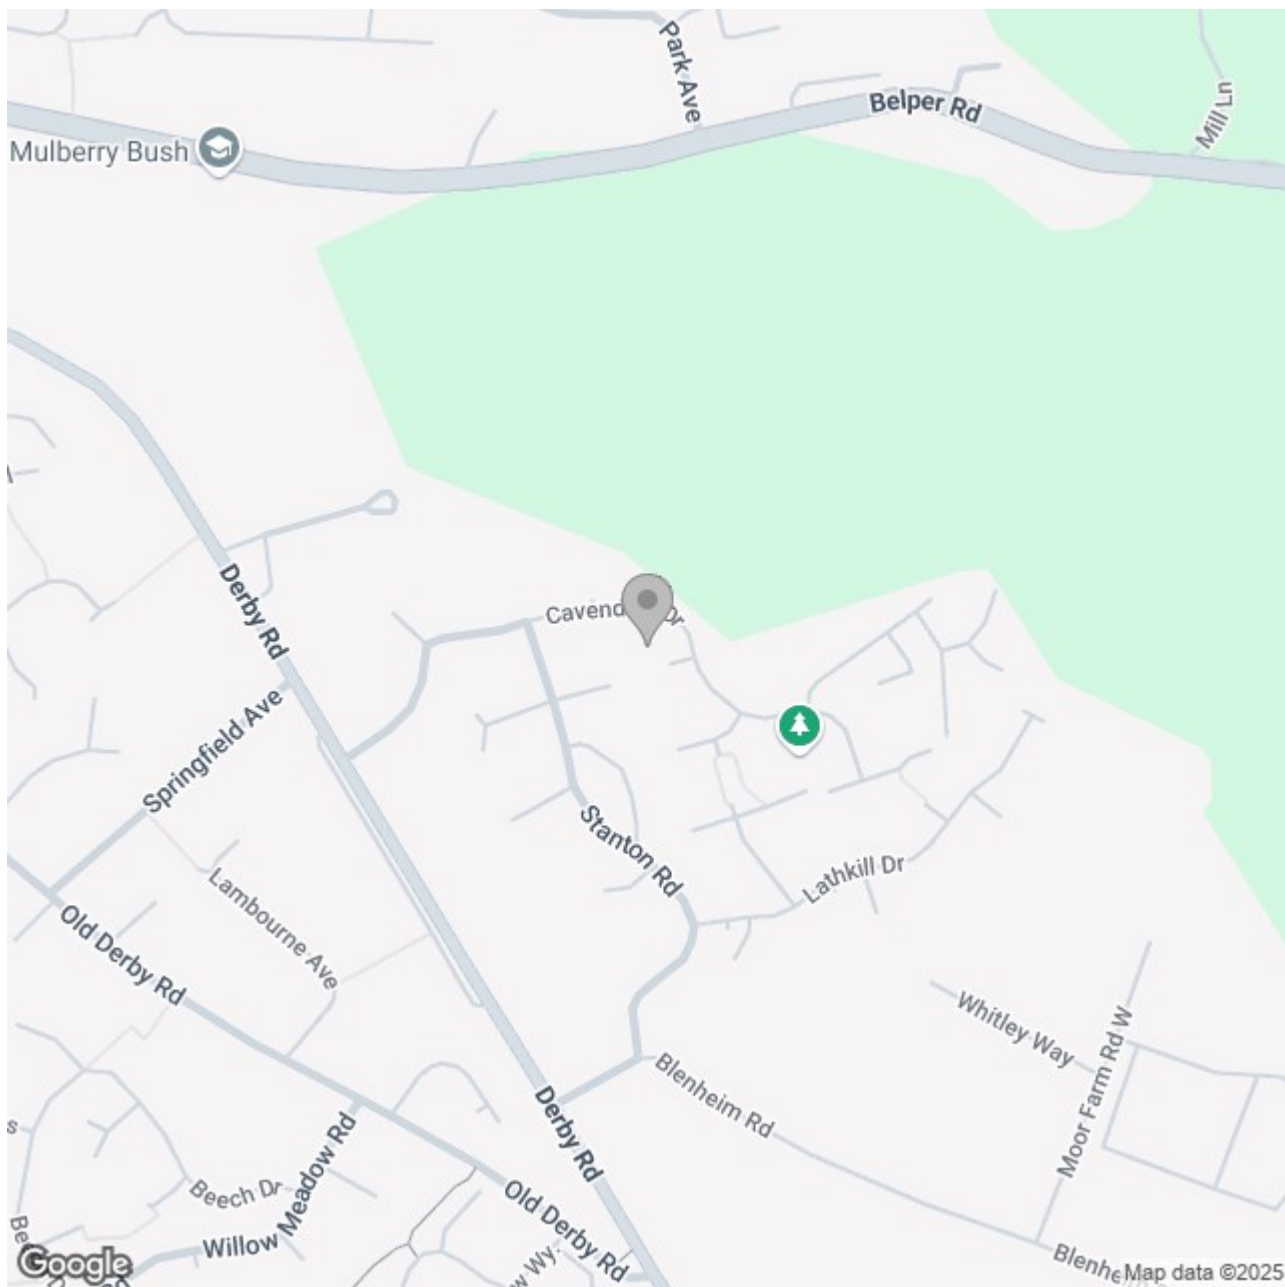 Park Ave
Belper Rd
Mill Ln
Mulberry Bush
Derby Rd
Springfield Ave
Stanton Rd
Lathkill Dr
Lambourne Ave
Old Derby Rd
Whitley Way
Moor Farm Rd W
Blenheim Rd
Derby Rd
Beech Dr
Willow Meadow Rd
Old Derby Rd
Google
Map data ©2025